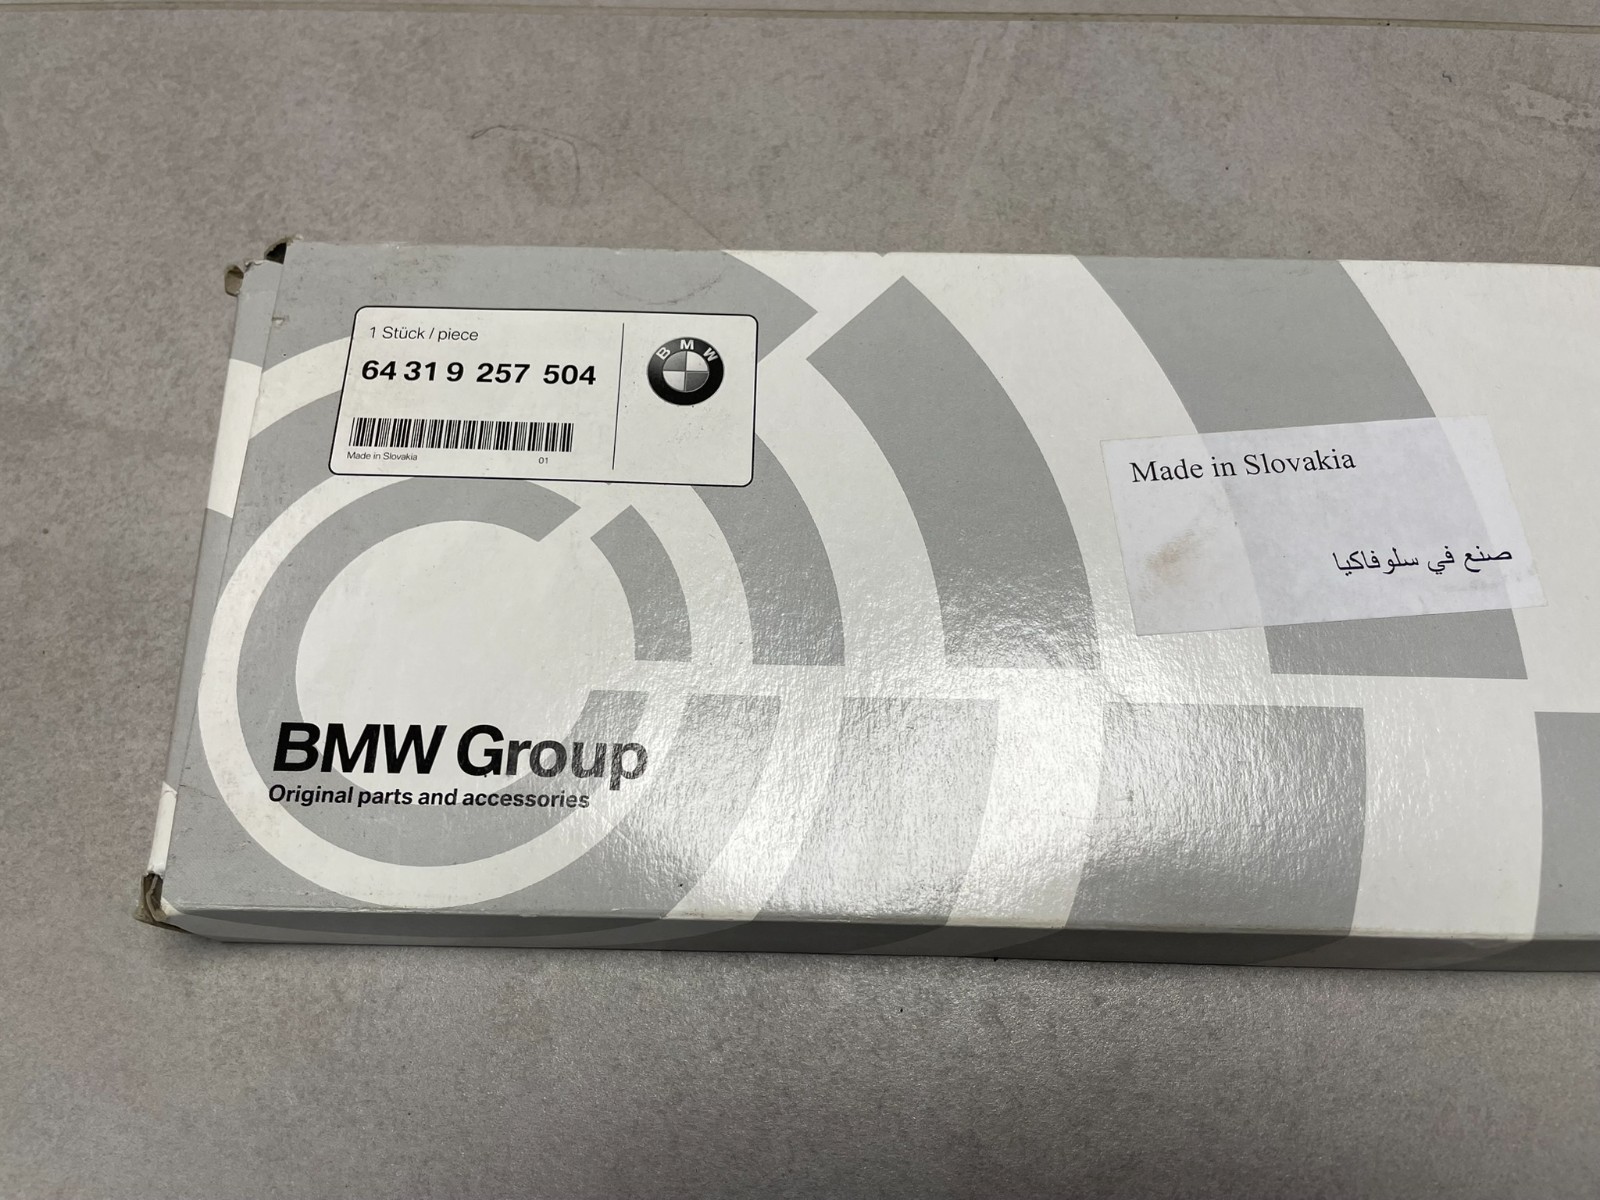 1 Stück / piece
64 31 9 257 504
Made in Slovakia
01
BMW
BMW Group
Original parts and accessories
Made in Slovakia
صنع في سلوفاكيا